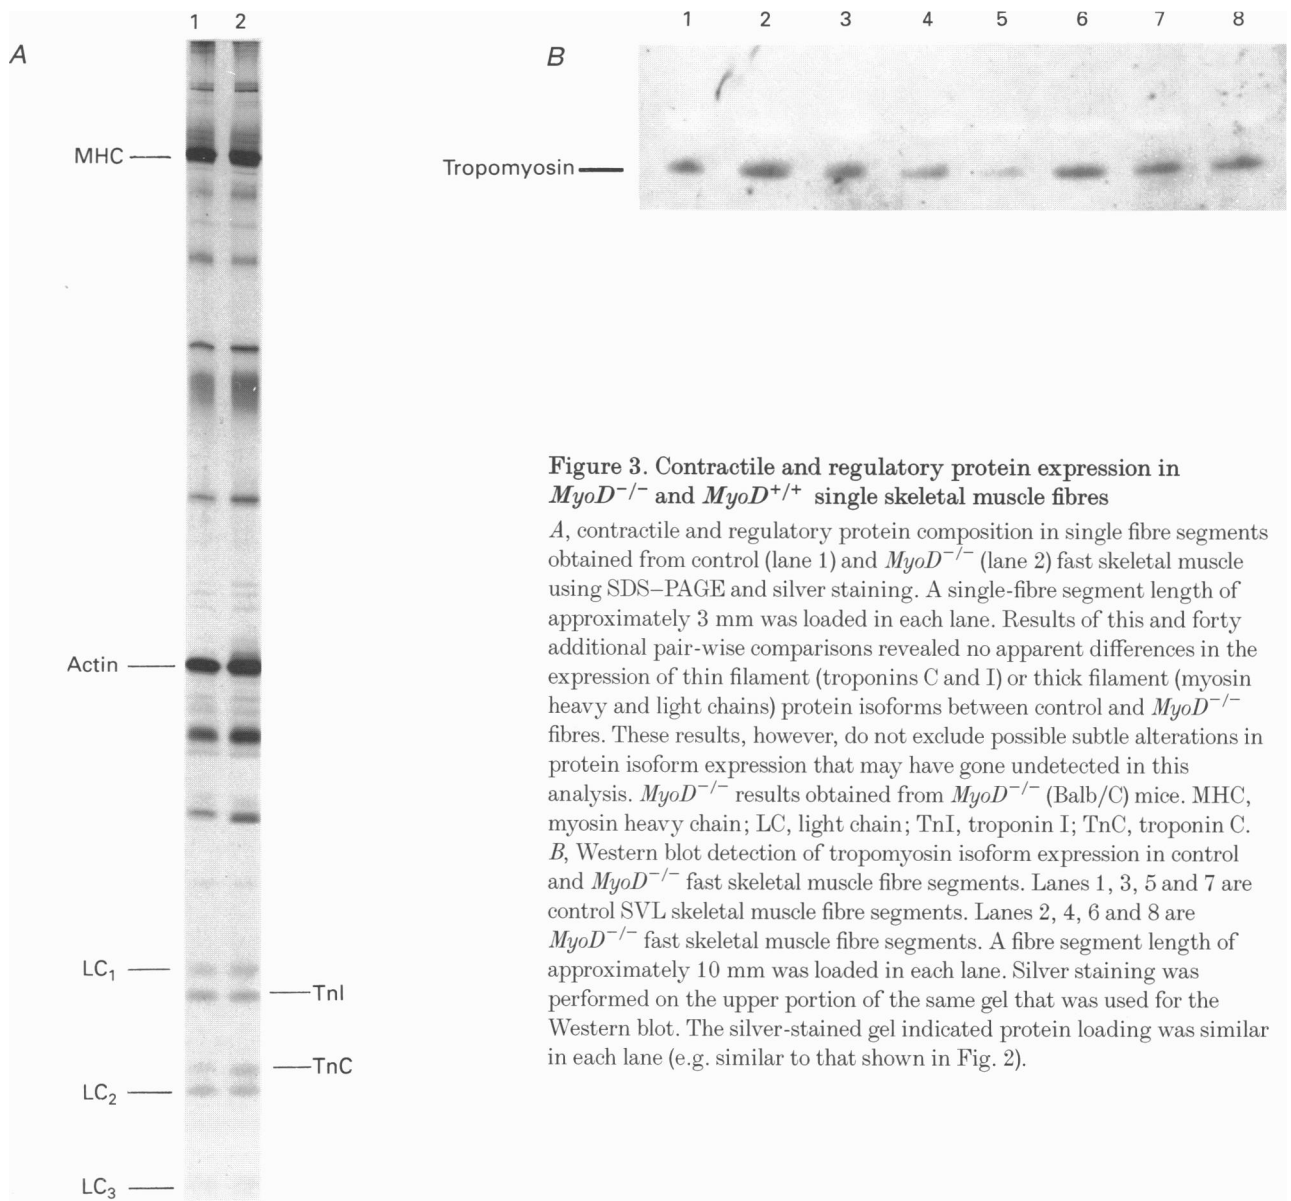 1 2
A
MHC
Actin
LC₁
TnI
TnC
LC₂
LC₃
1 2 3 4 5 6 7 8
B
Tropomyosin
Figure 3. Contractile and regulatory protein expression in
MyoD⁻/⁻ and MyoD⁺/⁺ single skeletal muscle fibres
A, contractile and regulatory protein composition in single fibre segments
obtained from control (lane 1) and MyoD⁻/⁻ (lane 2) fast skeletal muscle
using SDS–PAGE and silver staining. A single-fibre segment length of
approximately 3 mm was loaded in each lane. Results of this and forty
additional pair-wise comparisons revealed no apparent differences in the
expression of thin filament (troponins C and I) or thick filament (myosin
heavy and light chains) protein isoforms between control and MyoD⁻/⁻
fibres. These results, however, do not exclude possible subtle alterations in
protein isoform expression that may have gone undetected in this
analysis. MyoD⁻/⁻ results obtained from MyoD⁻/⁻ (Balb/C) mice. MHC,
myosin heavy chain; LC, light chain; TnI, troponin I; TnC, troponin C.
B, Western blot detection of tropomyosin isoform expression in control
and MyoD⁻/⁻ fast skeletal muscle fibre segments. Lanes 1, 3, 5 and 7 are
control SVL skeletal muscle fibre segments. Lanes 2, 4, 6 and 8 are
MyoD⁻/⁻ fast skeletal muscle fibre segments. A fibre segment length of
approximately 10 mm was loaded in each lane. Silver staining was
performed on the upper portion of the same gel that was used for the
Western blot. The silver-stained gel indicated protein loading was similar
in each lane (e.g. similar to that shown in Fig. 2).